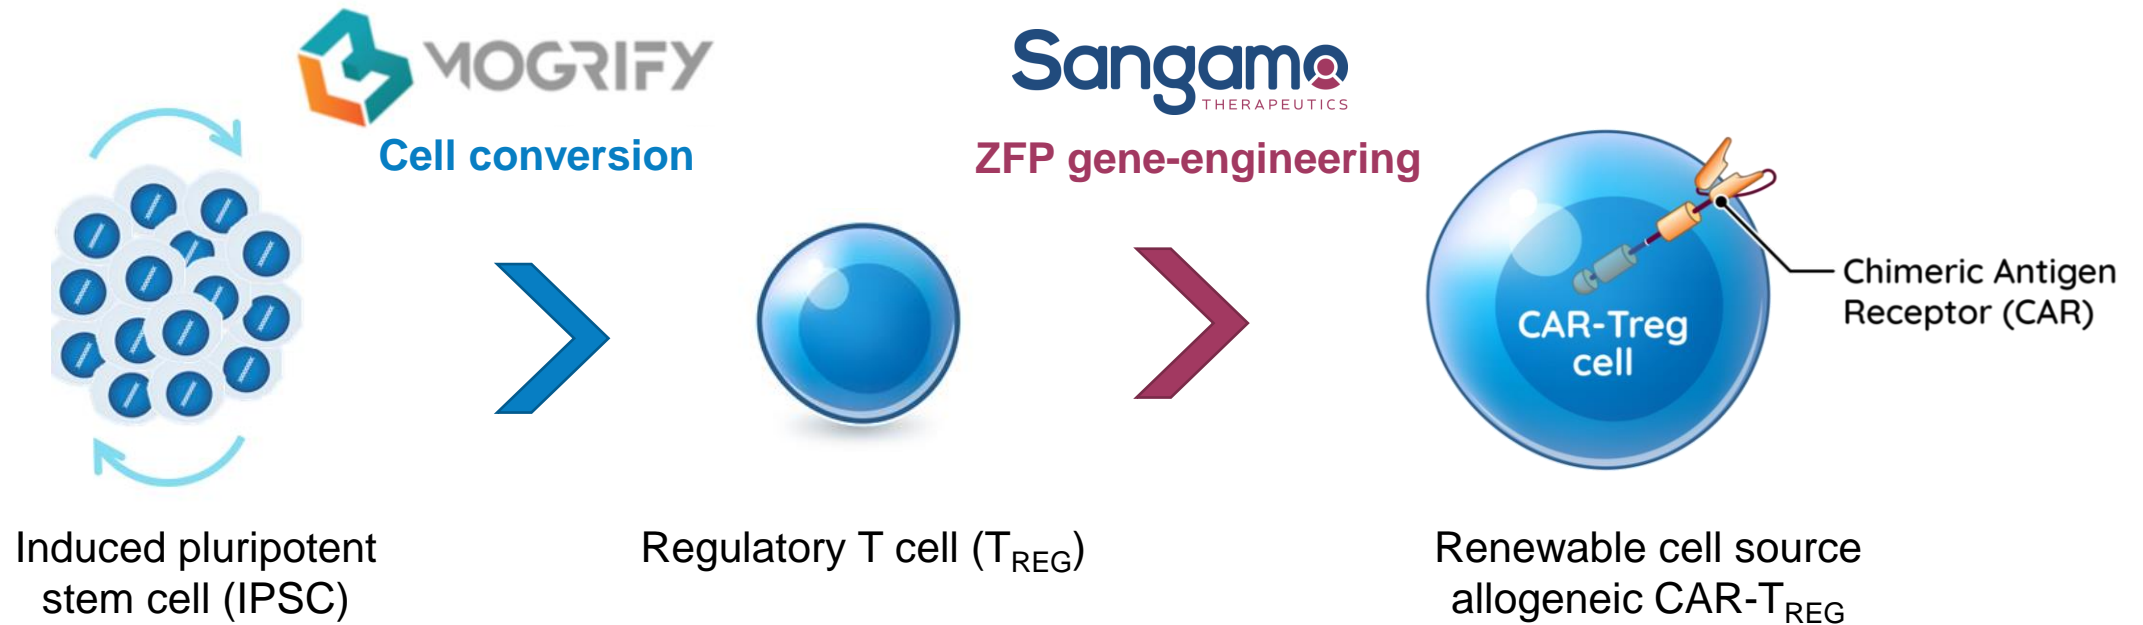 MOGRIFY
Sangamo
THERAPEUTICS
Cell conversion
ZFP gene-engineering
CAR-Treg
cell
Chimeric Antigen
Receptor (CAR)
Induced pluripotent
stem cell (IPSC)
Regulatory T cell (TREG)
Renewable cell source
allogeneic CAR-TREG